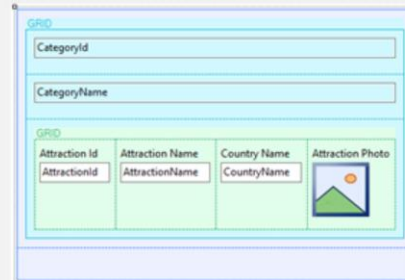 GRID
CategoryId
CategoryName
GRID
Attraction Id Attraction Name Country Name Attraction Photo
AttractionId AttractionName CountryName